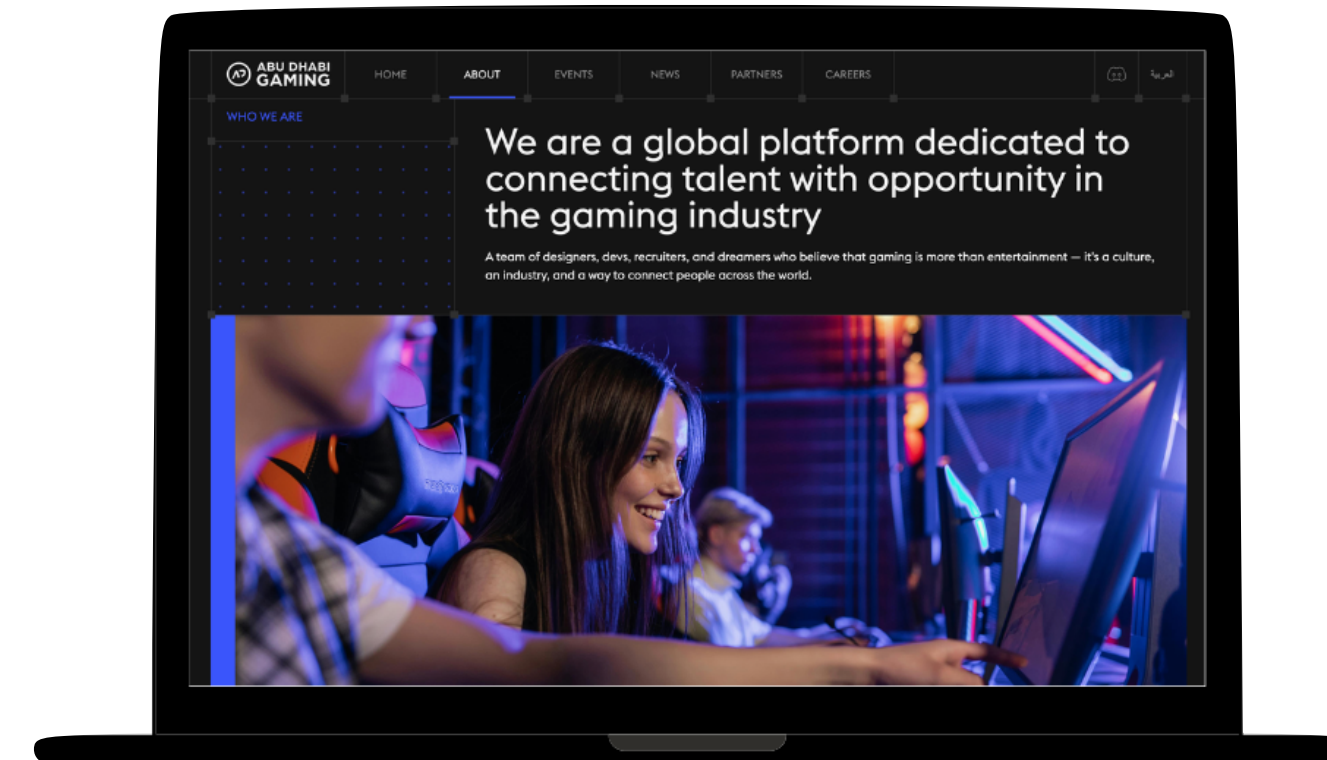 ABU DHABI
GAMING
HOME
ABOUT
EVENTS
NEWS
PARTNERS
CAREERS
العربية
WHO WE ARE
We are a global platform dedicated to
connecting talent with opportunity in
the gaming industry
A team of designers, devs, recruiters, and dreamers who believe that gaming is more than entertainment — it's a culture,
an industry, and a way to connect people across the world.